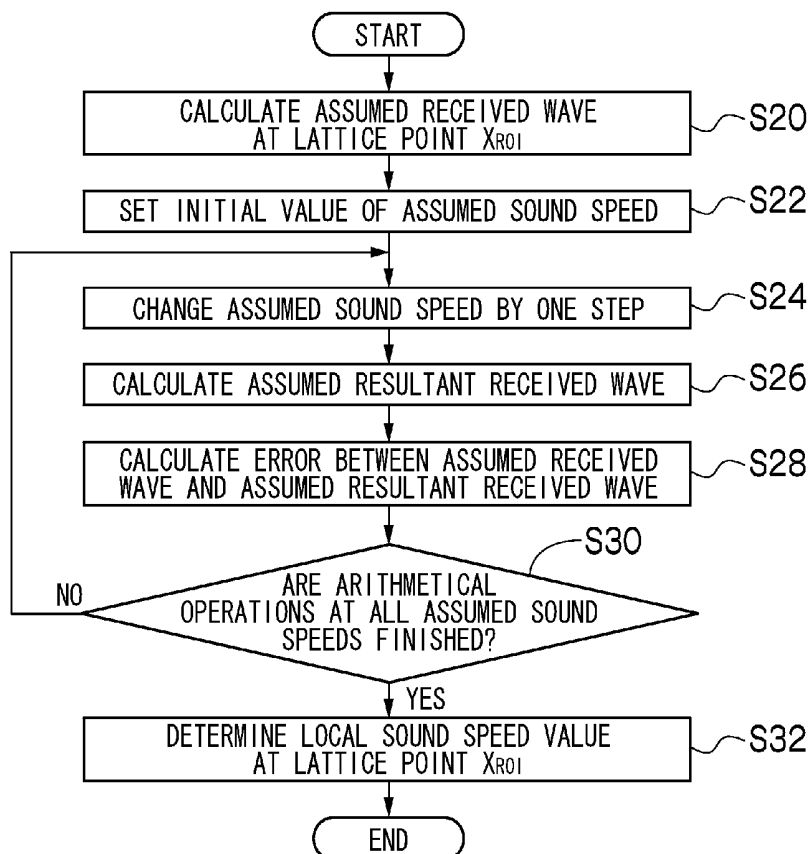 START
CALCULATE ASSUMED RECEIVED WAVE
AT LATTICE POINT XROI
S20
SET INITIAL VALUE OF ASSUMED SOUND SPEED
S22
CHANGE ASSUMED SOUND SPEED BY ONE STEP
S24
CALCULATE ASSUMED RESULTANT RECEIVED WAVE
S26
CALCULATE ERROR BETWEEN ASSUMED RECEIVED
WAVE AND ASSUMED RESULTANT RECEIVED WAVE
S28
S30
ARE ARITHMETICAL
OPERATIONS AT ALL ASSUMED SOUND
SPEEDS FINISHED?
NO
YES
DETERMINE LOCAL SOUND SPEED VALUE
AT LATTICE POINT XROI
S32
END